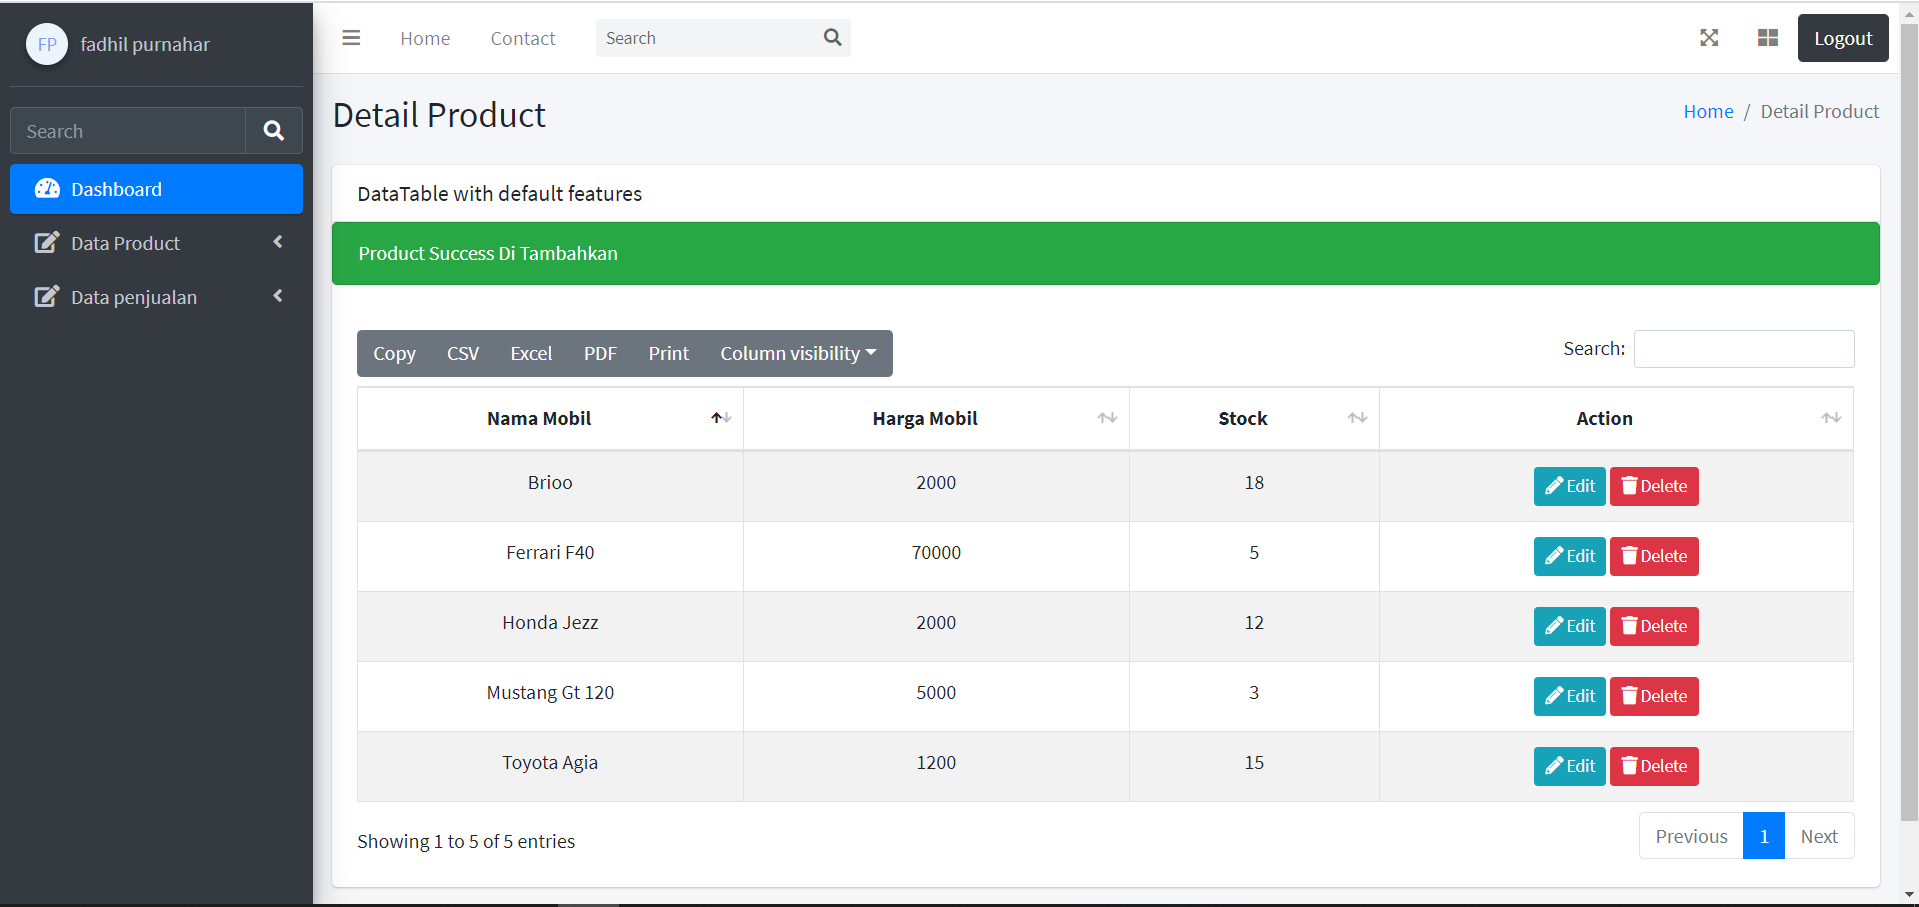 FP fadhil purnahar
Search
Dashboard
Data Product
Data penjualan
Home Contact Search Logout
Detail Product
Home / Detail Product
DataTable with default features
Product Success Di Tambahkan
Copy CSV Excel PDF Print Column visibility
Search:
Nama Mobil Harga Mobil Stock Action
Brioo 2000 18 Edit Delete
Ferrari F40 70000 5 Edit Delete
Honda Jezz 2000 12 Edit Delete
Mustang Gt 120 5000 3 Edit Delete
Toyota Agia 1200 15 Edit Delete
Showing 1 to 5 of 5 entries
Previous 1 Next